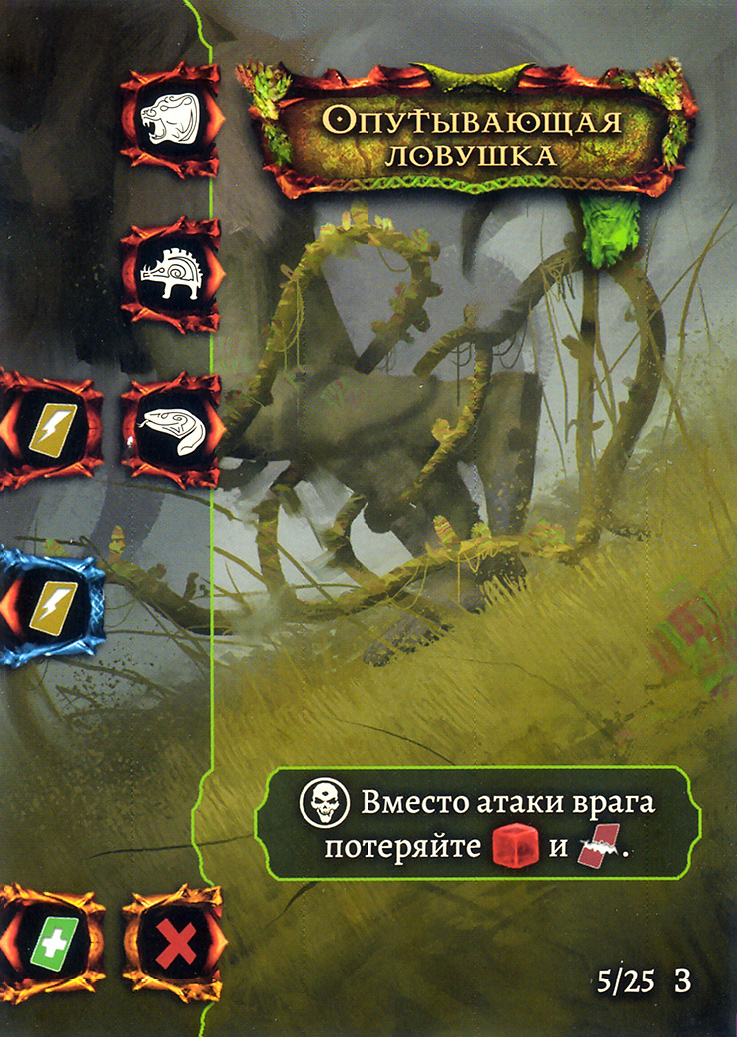 Опутывающая
ловушка
Вместо атаки врага
потеряйте и .
5/25 3